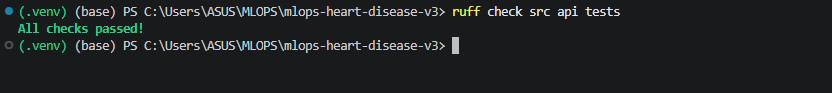 (.venv) (base) PS C:\Users\ASUS\MLOPS\mlops-heart-disease-v3> ruff check src api tests
All checks passed!
(.venv) (base) PS C:\Users\ASUS\MLOPS\mlops-heart-disease-v3>